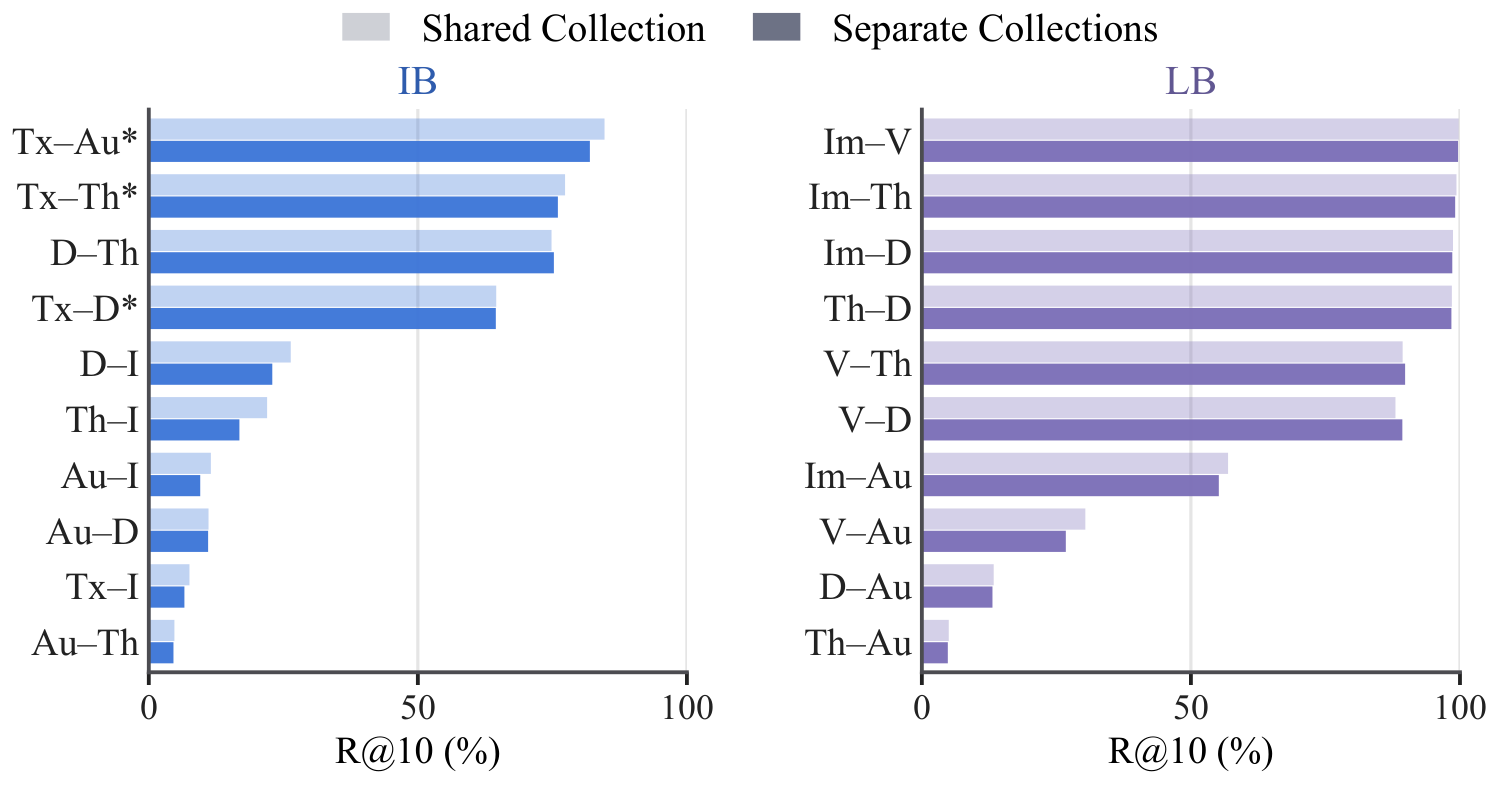 Shared Collection
Separate Collections
IB
Tx–Au*
Tx–Th*
D–Th
Tx–D*
D–I
Th–I
Au–I
Au–D
Tx–I
Au–Th
0 50 100
R@10 (%)
LB
Im–V
Im–Th
Im–D
Th–D
V–Th
V–D
Im–Au
V–Au
D–Au
Th–Au
0 50 100
R@10 (%)